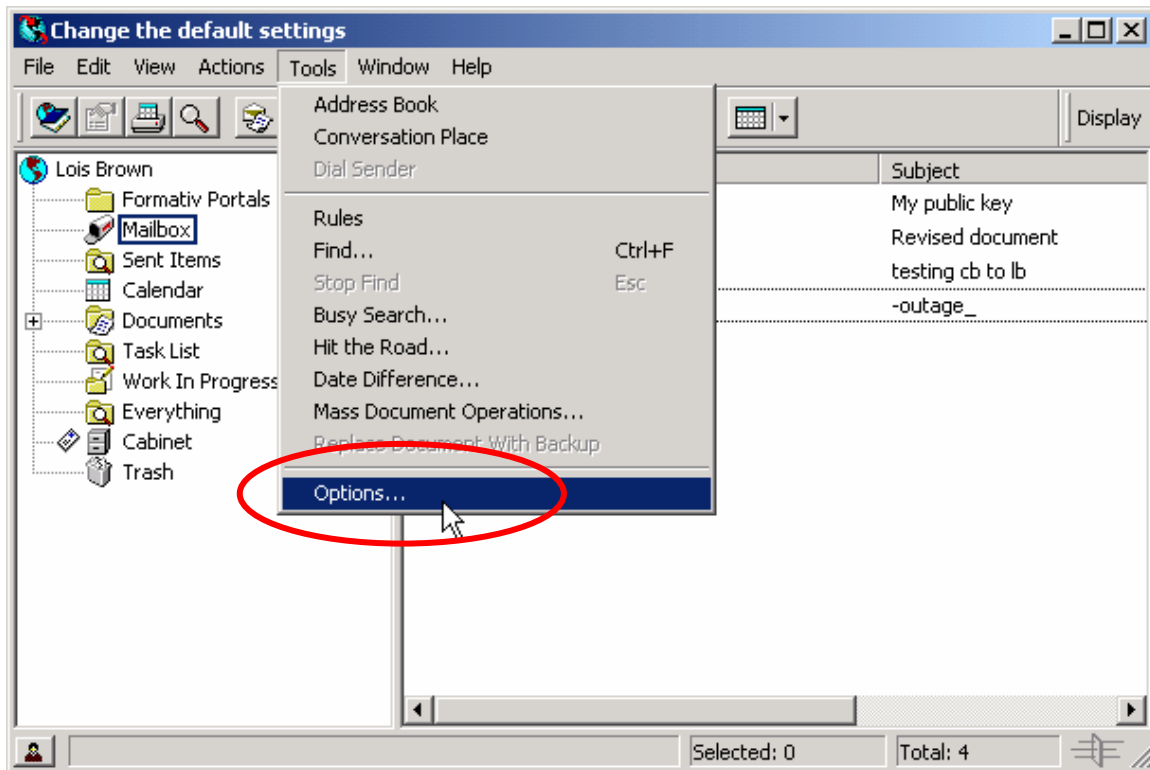 Change the default settings
File Edit View Actions Tools Window Help
Display
Address Book
Conversation Place
Dial Sender
Rules
Find... Ctrl+F
Stop Find Esc
Busy Search...
Hit the Road...
Date Difference...
Mass Document Operations...
Replace Document With Backup
Options...
Lois Brown
Formativ Portals
Mailbox
Sent Items
Calendar
Documents
Task List
Work In Progress
Everything
Cabinet
Trash
Subject
My public key
Revised document
testing cb to lb
-outage_
Selected: 0 Total: 4